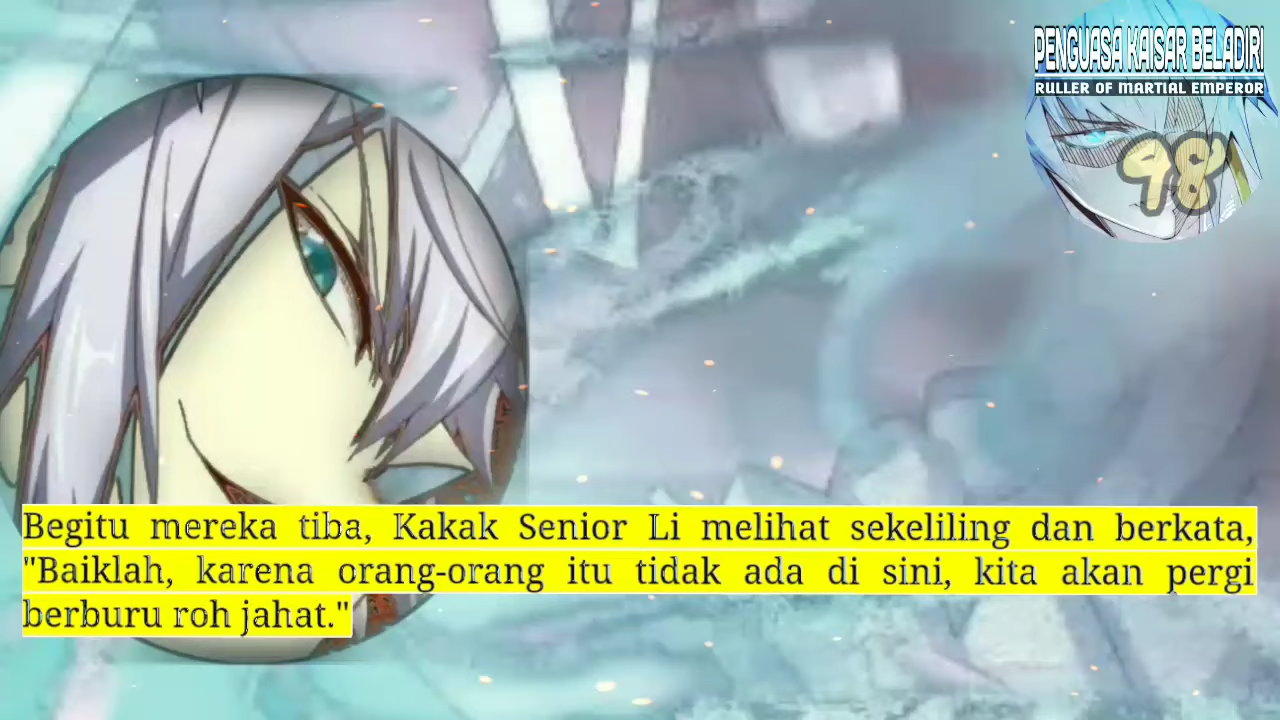 PENGUASA KAISAR BELADIRI
RULLER OF MARTIAL EMPEROR
98
Begitu mereka tiba, Kakak Senior Li melihat sekeliling dan berkata,
"Baiklah, karena orang-orang itu tidak ada di sini, kita akan pergi
berburu roh jahat."